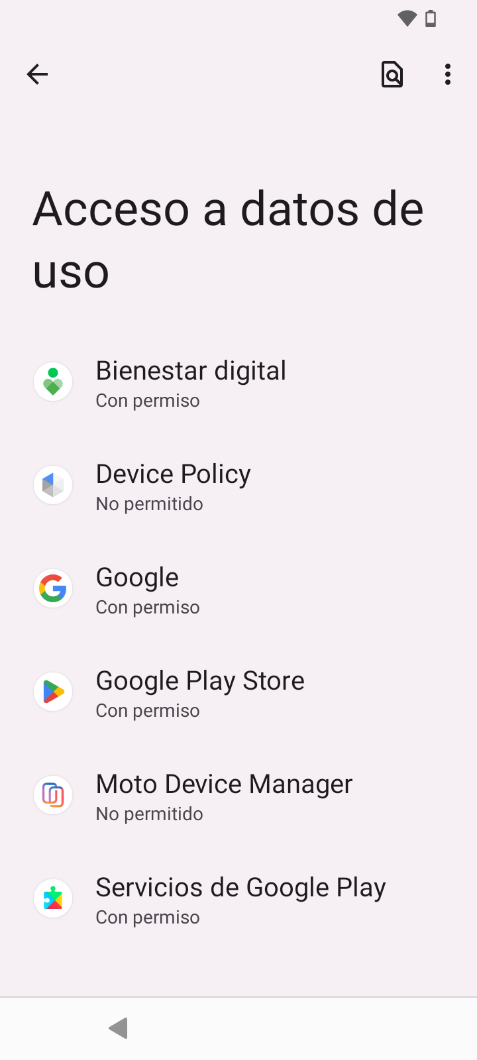 Acceso a datos de
uso
Bienestar digital
Con permiso
Device Policy
No permitido
Google
Con permiso
Google Play Store
Con permiso
Moto Device Manager
No permitido
Servicios de Google Play
Con permiso